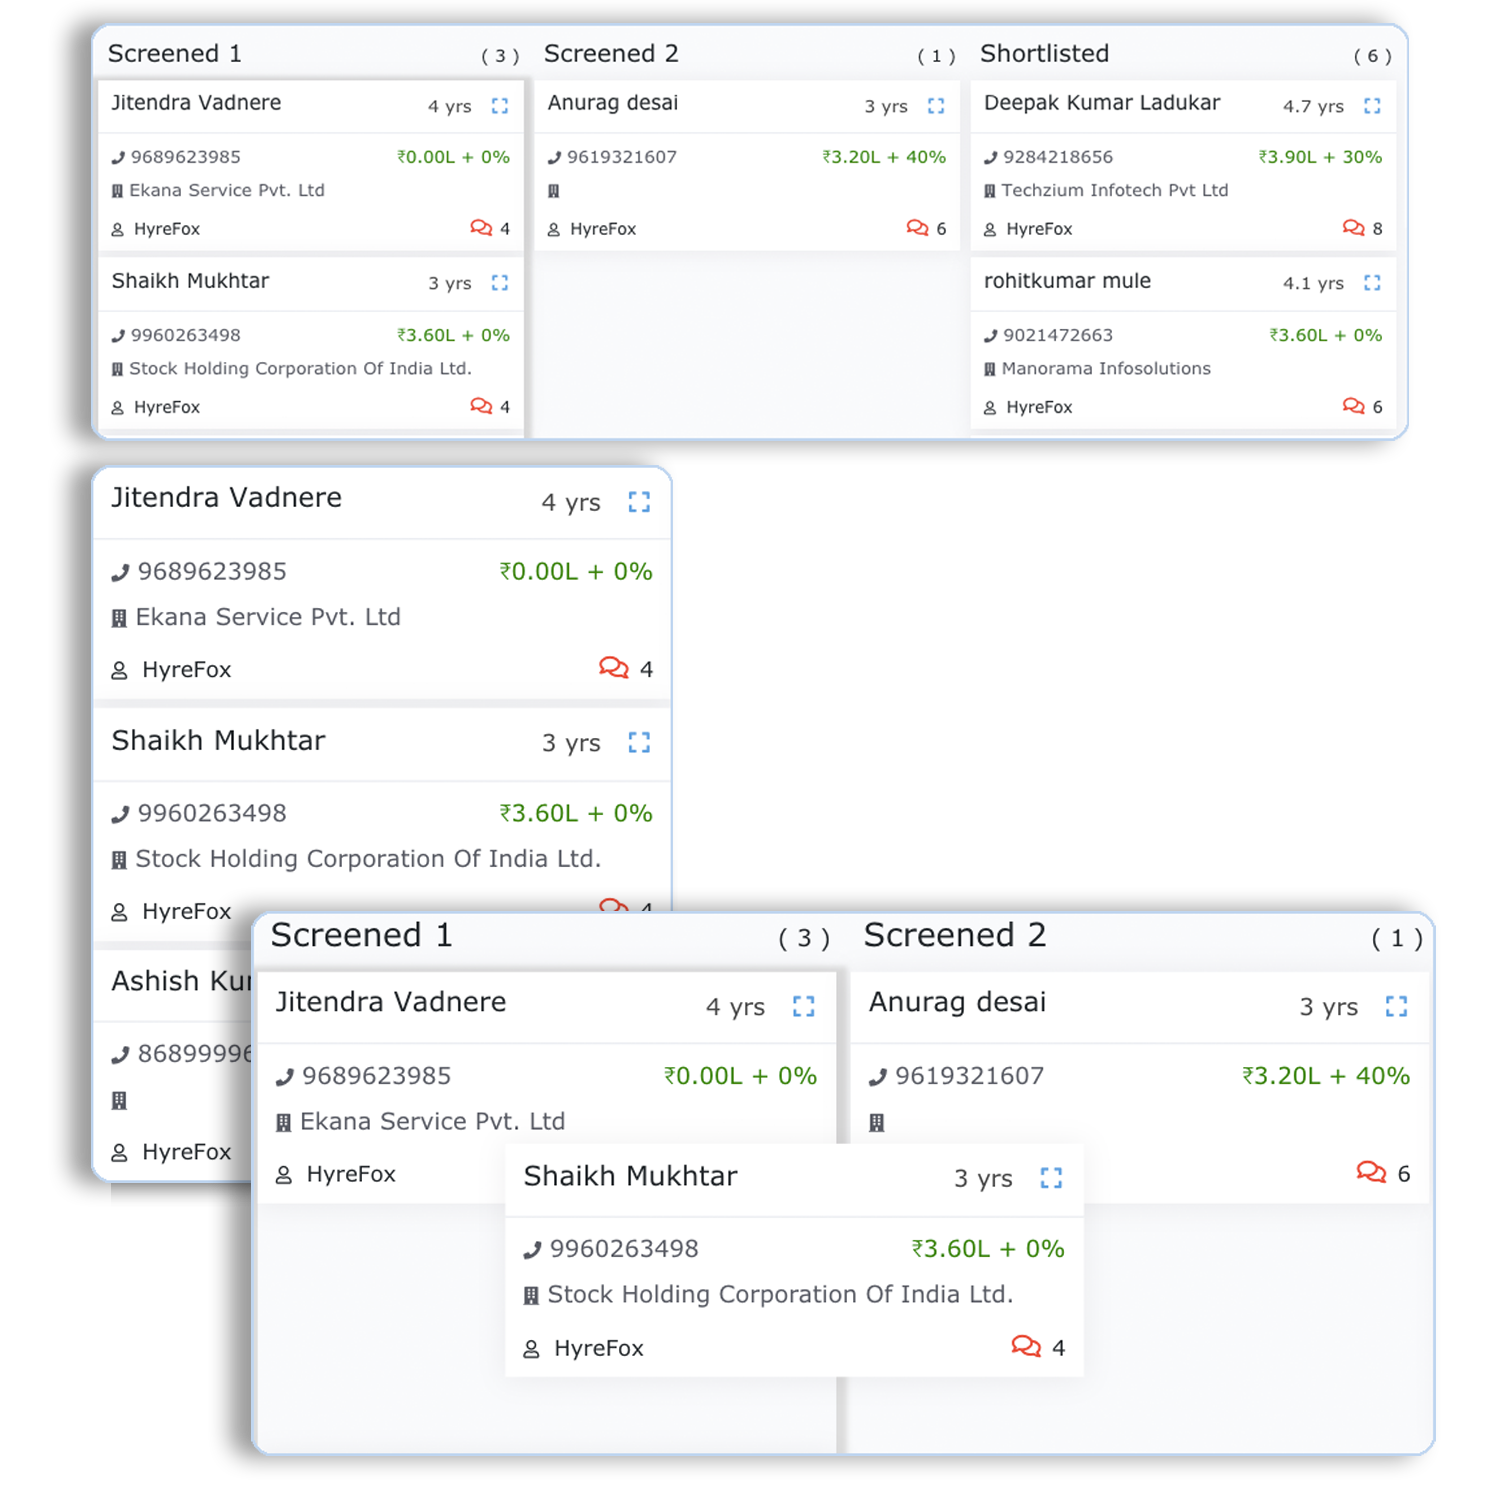 Screened 1 ( 3 )
Jitendra Vadnere 4 yrs
9689623985 ₹0.00L + 0%
Ekana Service Pvt. Ltd
HyreFox 4
Shaikh Mukhtar 3 yrs
9960263498 ₹3.60L + 0%
Stock Holding Corporation Of India Ltd.
HyreFox 4
Screened 2 ( 1 )
Anurag desai 3 yrs
9619321607 ₹3.20L + 40%
HyreFox 6
Shortlisted ( 6 )
Deepak Kumar Ladukar 4.7 yrs
9284218656 ₹3.90L + 30%
Techzium Infotech Pvt Ltd
HyreFox 8
rohitkumar mule 4.1 yrs
9021472663 ₹3.60L + 0%
Manorama Infosolutions
HyreFox 6
Jitendra Vadnere 4 yrs
9689623985 ₹0.00L + 0%
Ekana Service Pvt. Ltd
HyreFox 4
Shaikh Mukhtar 3 yrs
9960263498 ₹3.60L + 0%
Stock Holding Corporation Of India Ltd.
HyreFox 4
Ashish
8689999
HyreFox
Screened 1 ( 3 )
Jitendra Vadnere 4 yrs
9689623985 ₹0.00L + 0%
Ekana Service Pvt. Ltd
HyreFox
Screened 2 ( 1 )
Anurag desai 3 yrs
9619321607 ₹3.20L + 40%
6
Shaikh Mukhtar 3 yrs
9960263498 ₹3.60L + 0%
Stock Holding Corporation Of India Ltd.
HyreFox 4